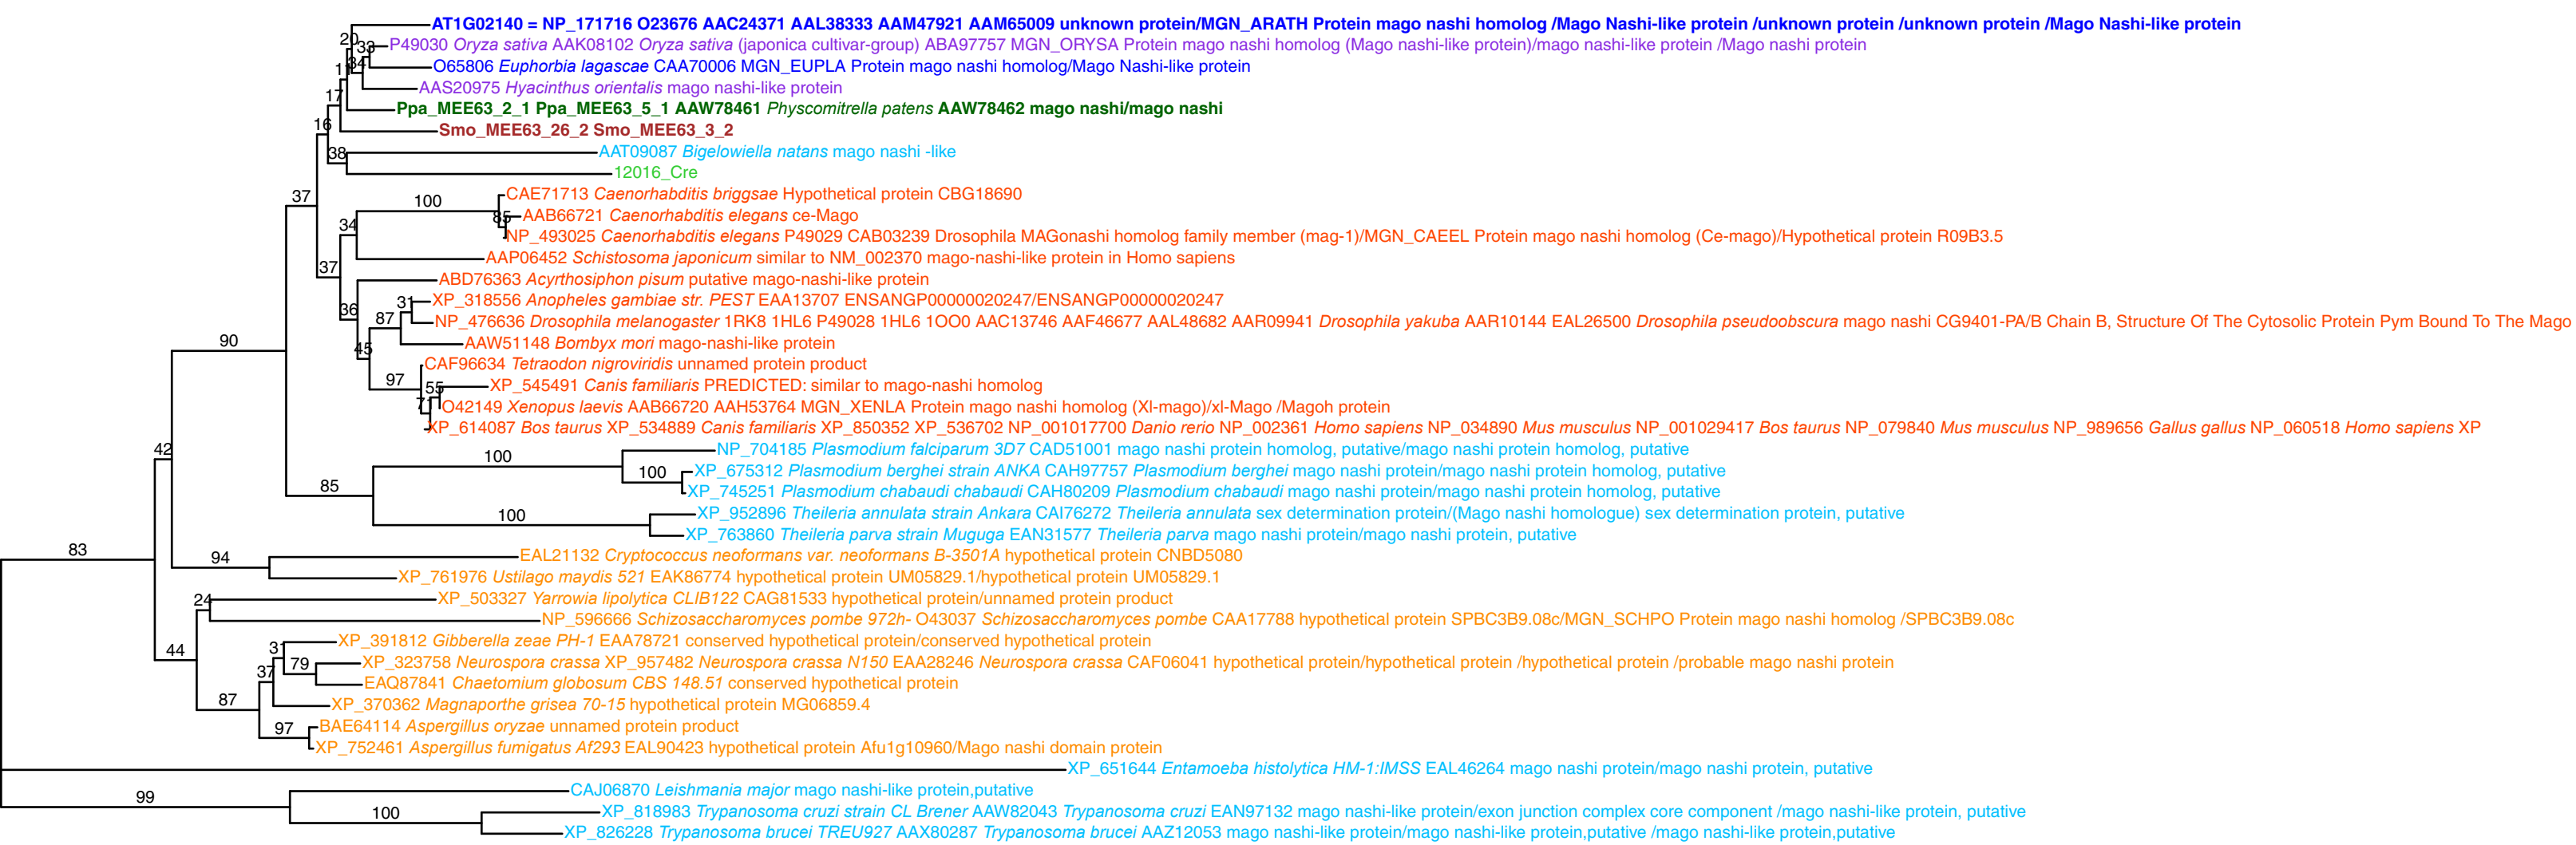 AT1G02140 = NP_171716 O23676 AAC24371 AAL38333 AAM47921 AAM65009 unknown protein/MGN_ARATH Protein mago nashi homolog /Mago Nashi-like protein /unknown protein /unknown protein /Mago Nashi-like protein
20
33
P49030 Oryza sativa AAK08102 Oryza sativa (japonica cultivar-group) ABA97757 MGN_ORYSA Protein mago nashi homolog (Mago nashi-like protein)/mago nashi-like protein /Mago nashi protein
34
O65806 Euphorbia lagascae CAA70006 MGN_EUPLA Protein mago nashi homolog/Mago Nashi-like protein
AAS20975 Hyacinthus orientalis mago nashi-like protein
17
Ppa_MEE63_2_1 Ppa_MEE63_5_1 AAW78461 Physcomitrella patens AAW78462 mago nashi/mago nashi
16
Smo_MEE63_26_2 Smo_MEE63_3_2
38
AAT09087 Bigelowiella natans mago nashi -like
12016_Cre
37
CAE71713 Caenorhabditis briggsae Hypothetical protein CBG18690
100
85
AAB66721 Caenorhabditis elegans ce-Mago
34
NP_493025 Caenorhabditis elegans P49029 CAB03239 Drosophila MAGonashi homolog family member (mag-1)/MGN_CAEEL Protein mago nashi homolog (Ce-mago)/Hypothetical protein R09B3.5
AAP06452 Schistosoma japonicum similar to NM_002370 mago-nashi-like protein in Homo sapiens
37
ABD76363 Acyrthosiphon pisum putative mago-nashi-like protein
31
XP_318556 Anopheles gambiae str. PEST EAA13707 ENSANGP00000020247/ENSANGP00000020247
36
87
NP_476636 Drosophila melanogaster 1RK8 1HL6 P49028 1HL6 1OO0 AAC13746 AAF46677 AAL48682 AAR09941 Drosophila yakuba AAR10144 EAL26500 Drosophila pseudoobscura mago nashi CG9401-PA/B Chain B, Structure Of The Cytosolic Protein Pym Bound To The Mago
90
45
AAW51148 Bombyx mori mago-nashi-like protein
CAF96634 Tetraodon nigroviridis unnamed protein product
97
55
XP_545491 Canis familiaris PREDICTED: similar to mago-nashi homolog
71
O42149 Xenopus laevis AAB66720 AAH53764 MGN_XENLA Protein mago nashi homolog (Xl-mago)/xl-Mago /Magoh protein
XP_614087 Bos taurus XP_534889 Canis familiaris XP_850352 XP_536702 NP_001017700 Danio rerio NP_002361 Homo sapiens NP_034890 Mus musculus NP_001029417 Bos taurus NP_079840 Mus musculus NP_989656 Gallus gallus NP_060518 Homo sapiens XP
42
NP_704185 Plasmodium falciparum 3D7 CAD51001 mago nashi protein homolog, putative/mago nashi protein homolog, putative
100
100
XP_675312 Plasmodium berghei strain ANKA CAH97757 Plasmodium berghei mago nashi protein/mago nashi protein homolog, putative
85
XP_745251 Plasmodium chabaudi chabaudi CAH80209 Plasmodium chabaudi mago nashi protein/mago nashi protein homolog, putative
100
XP_952896 Theileria annulata strain Ankara CAI76272 Theileria annulata sex determination protein/(Mago nashi homologue) sex determination protein, putative
XP_763860 Theileria parva strain Muguga EAN31577 Theileria parva mago nashi protein/mago nashi protein, putative
83
94
EAL21132 Cryptococcus neoformans var. neoformans B-3501A hypothetical protein CNBD5080
XP_761976 Ustilago maydis 521 EAK86774 hypothetical protein UM05829.1/hypothetical protein UM05829.1
24
XP_503327 Yarrowia lipolytica CLIB122 CAG81533 hypothetical protein/unnamed protein product
NP_596666 Schizosaccharomyces pombe 972h- O43037 Schizosaccharomyces pombe CAA17788 hypothetical protein SPBC3B9.08c/MGN_SCHPO Protein mago nashi homolog /SPBC3B9.08c
44
31
XP_391812 Gibberella zeae PH-1 EAA78721 conserved hypothetical protein/conserved hypothetical protein
37
79
XP_323758 Neurospora crassa XP_957482 Neurospora crassa N150 EAA28246 Neurospora crassa CAF06041 hypothetical protein/hypothetical protein /hypothetical protein /probable mago nashi protein
EAQ87841 Chaetomium globosum CBS 148.51 conserved hypothetical protein
87
XP_370362 Magnaporthe grisea 70-15 hypothetical protein MG06859.4
97
BAE64114 Aspergillus oryzae unnamed protein product
XP_752461 Aspergillus fumigatus Af293 EAL90423 hypothetical protein Afu1g10960/Mago nashi domain protein
XP_651644 Entamoeba histolytica HM-1:IMSS EAL46264 mago nashi protein/mago nashi protein, putative
99
CAJ06870 Leishmania major mago nashi-like protein,putative
100
XP_818983 Trypanosoma cruzi strain CL Brener AAW82043 Trypanosoma cruzi EAN97132 mago nashi-like protein/exon junction complex core component /mago nashi-like protein, putative
XP_826228 Trypanosoma brucei TREU927 AAX80287 Trypanosoma brucei AAZ12053 mago nashi-like protein/mago nashi-like protein,putative /mago nashi-like protein,putative